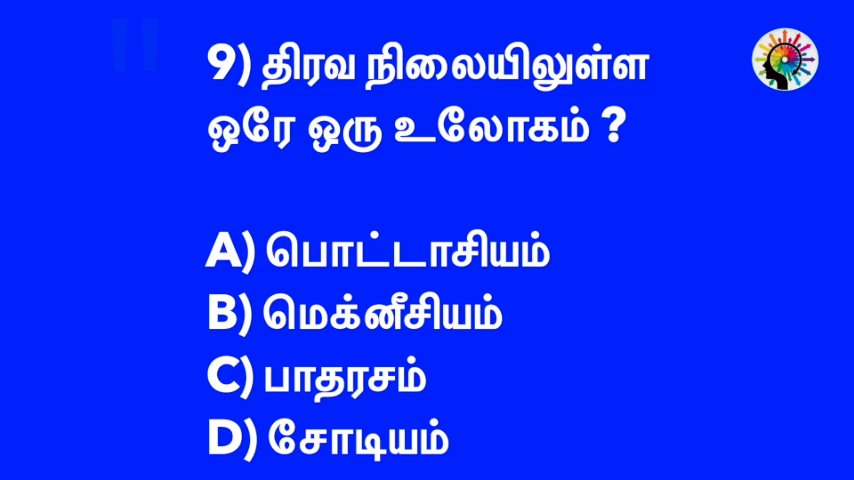 9) திரவ நிலையிலுள்ள
ஒரே ஒரு உலோகம் ?
A) பொட்டாசியம்
B) மெக்னீசியம்
C) பாதரசம்
D) சோடியம்